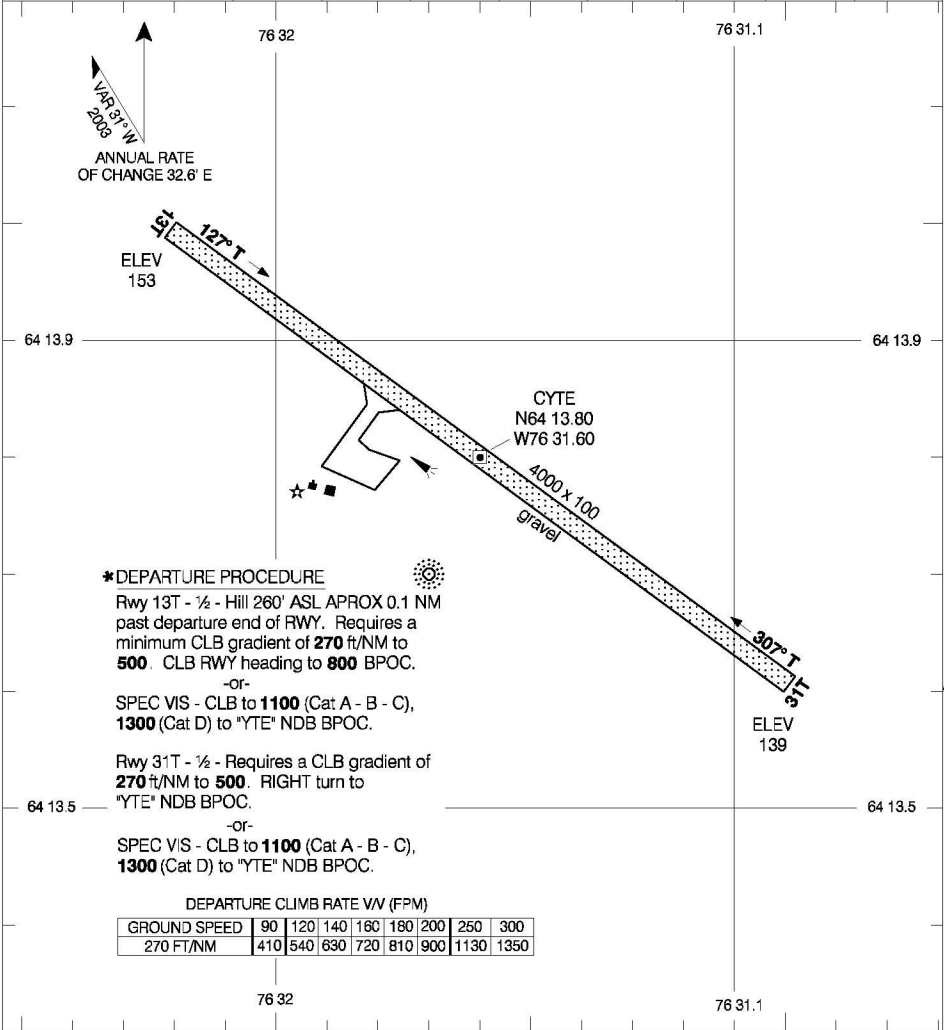 76 32
76 31.1
VAR 31° W
2003
ANNUAL RATE
OF CHANGE 32.6' E
13T
127° T
ELEV
153
64 13.9
64 13.9
CYTE
N64 13.80
W76 31.60
4000 x 100
gravel
*DEPARTURE PROCEDURE
Rwy 13T - ½ - Hill 260' ASL APROX 0.1 NM
past departure end of RWY. Requires a
minimum CLB gradient of 270 ft/NM to
500. CLB RWY heading to 800 BPOC.
-or-
SPEC VIS - CLB to 1100 (Cat A - B - C),
1300 (Cat D) to "YTE" NDB BPOC.
307° T
31T
ELEV
139
Rwy 31T - ½ - Requires a CLB gradient of
270 ft/NM to 500. RIGHT turn to
"YTE" NDB BPOC.
64 13.5
64 13.5
-or-
SPEC VIS - CLB to 1100 (Cat A - B - C),
1300 (Cat D) to "YTE" NDB BPOC.
DEPARTURE CLIMB RATE V/V (FPM)
GROUND SPEED 90 120 140 160 180 200 250 300
270 FT/NM 410 540 630 720 810 900 1130 1350
76 32
76 31.1